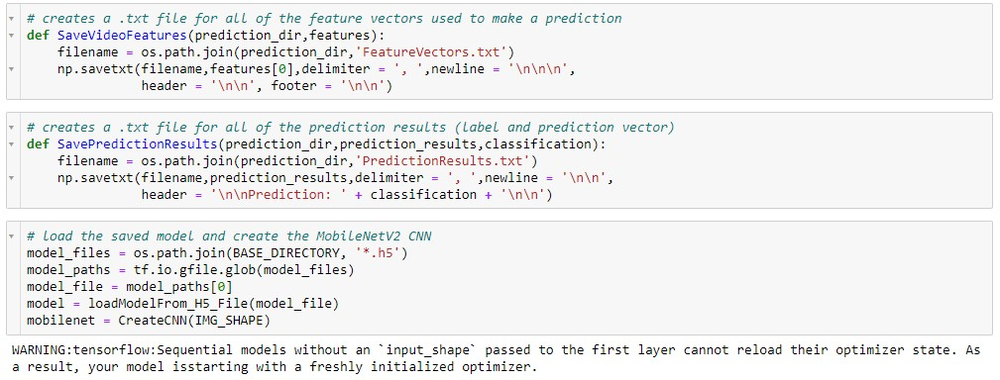 # creates a .txt file for all of the feature vectors used to make a prediction
def SaveVideoFeatures(prediction_dir,features):
    filename = os.path.join(prediction_dir,'FeatureVectors.txt')
    np.savetxt(filename,features[0],delimiter = ', ',newline = '\n\n\n',
               header = '\n\n', footer = '\n\n')
# creates a .txt file for all of the prediction results (label and prediction vector)
def SavePredictionResults(prediction_dir,prediction_results,classification):
    filename = os.path.join(prediction_dir,'PredictionResults.txt')
    np.savetxt(filename,prediction_results,delimiter = ', ',newline = '\n\n',
               header = '\n\nPrediction: ' + classification + '\n\n')
# load the saved model and create the MobileNetV2 CNN
model_files = os.path.join(BASE_DIRECTORY, '*.h5')
model_paths = tf.io.gfile.glob(model_files)
model_file = model_paths[0]
model = loadModelFrom_H5_File(model_file)
mobilenet = CreateCNN(IMG_SHAPE)
WARNING:tensorflow:Sequential models without an `input_shape` passed to the first layer cannot reload their optimizer state. As
a result, your model isstarting with a freshly initialized optimizer.